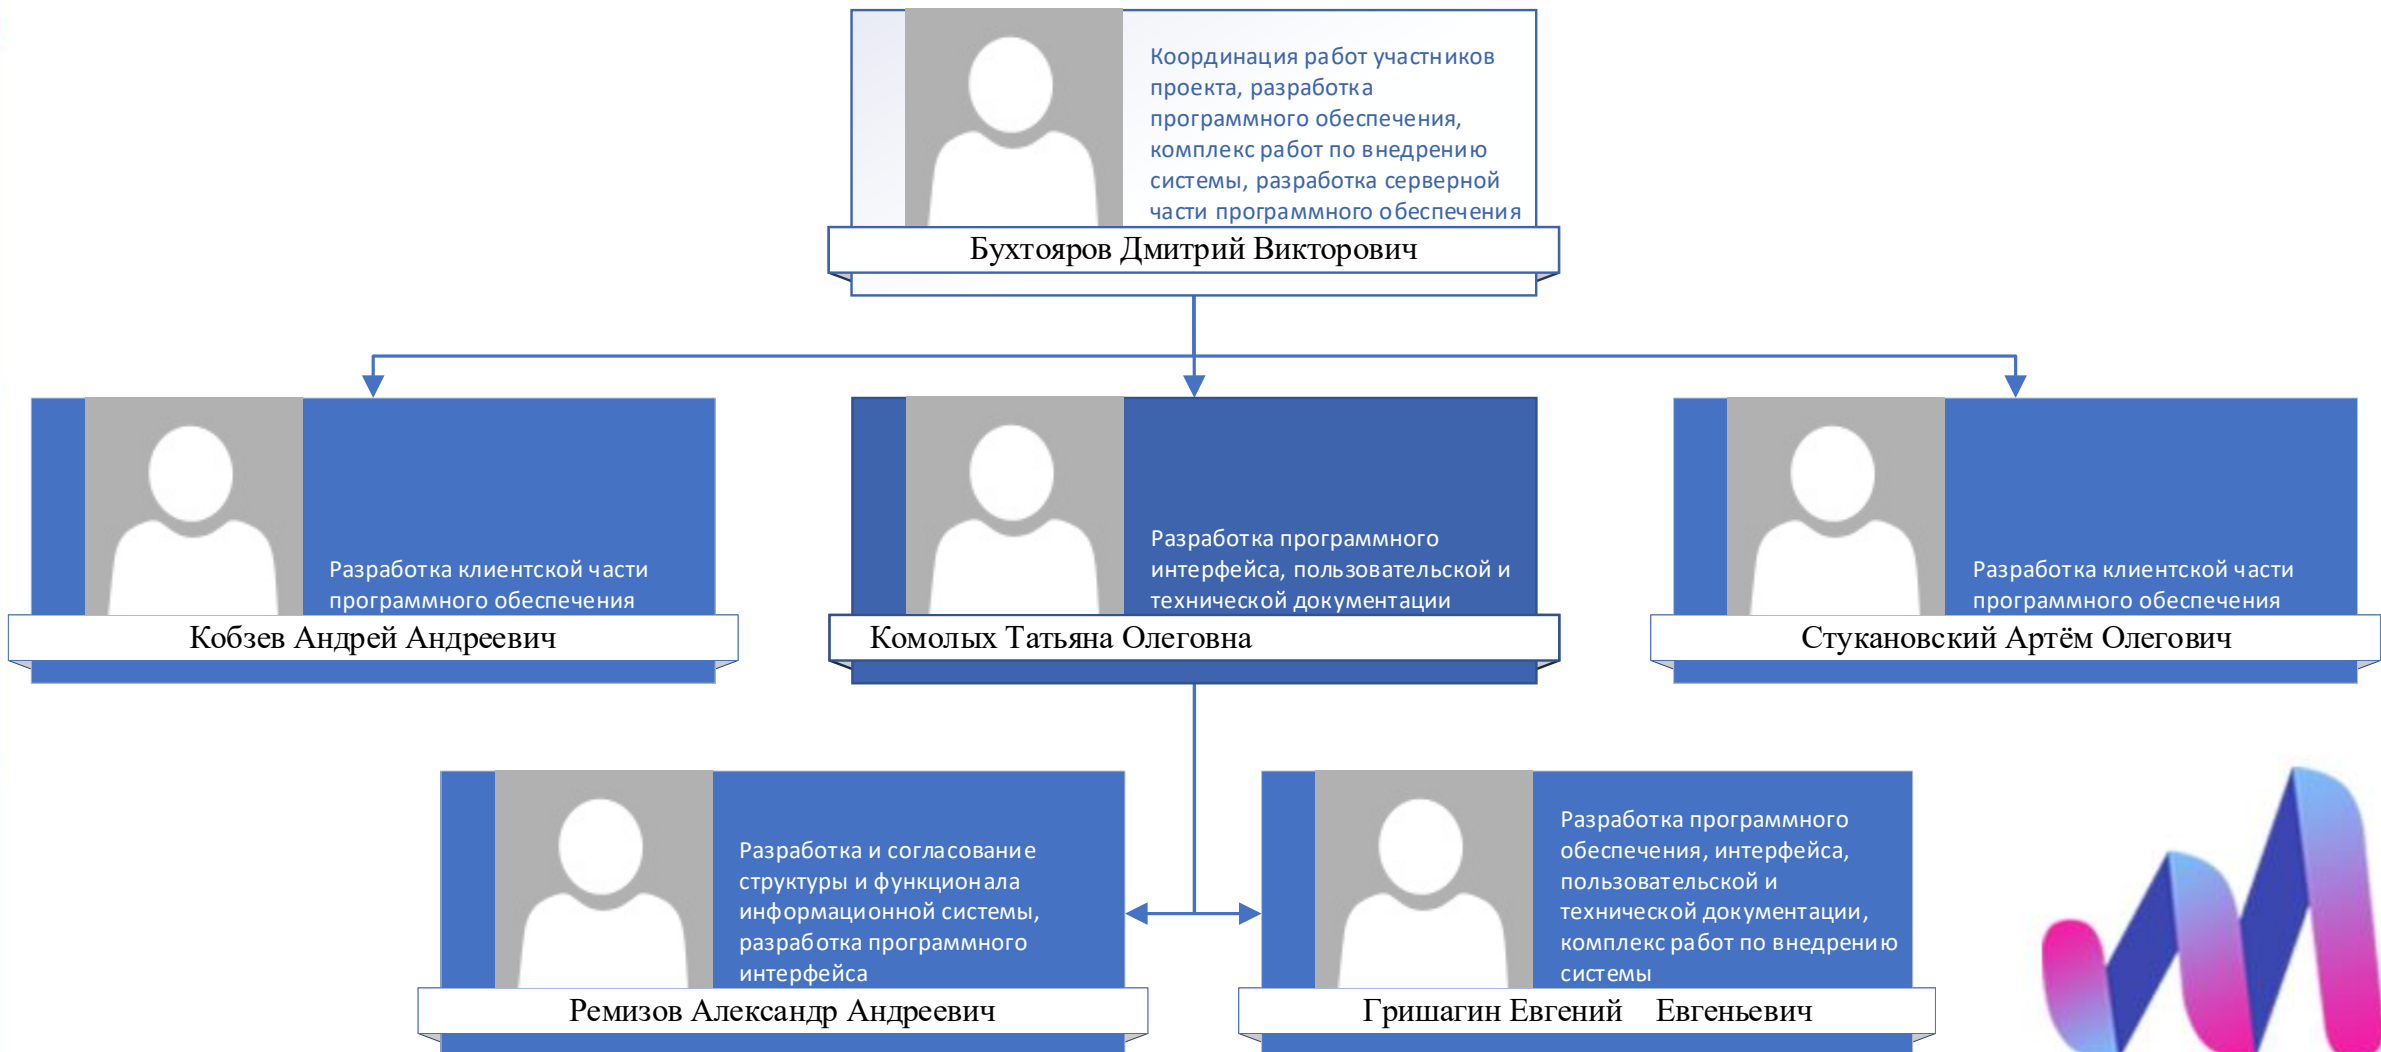 Координация работ участников
проекта, разработка
программного обеспечения,
комплекс работ по внедрению
системы, разработка серверной
части программного обеспечения
Бухтояров Дмитрий Викторович
Разработка клиентской части
программного обеспечения
Кобзев Андрей Андреевич
Разработка программного
интерфейса, пользовательской и
технической документации
Комолых Татьяна Олеговна
Разработка клиентской части
программного обеспечения
Стукановский Артём Олегович
Разработка и согласование
структуры и функционала
информационной системы,
разработка программного
интерфейса
Ремизов Александр Андреевич
Разработка программного
обеспечения, интерфейса,
пользовательской и
технической документации,
комплекс работ по внедрению
системы
Гришагин Евгений Евгеньевич